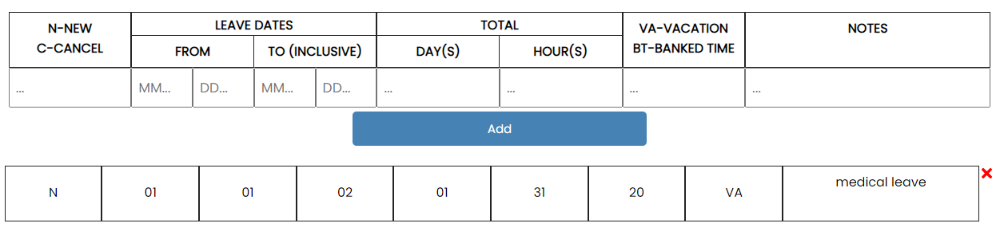 N-NEW
C-CANCEL
LEAVE DATES
TOTAL
VA-VACATION
BT-BANKED TIME
NOTES
FROM
TO (INCLUSIVE)
DAY(S)
HOUR(S)
...
MM...
DD...
MM...
DD...
...
...
...
...
Add
N
01
01
02
01
31
20
VA
medical leave